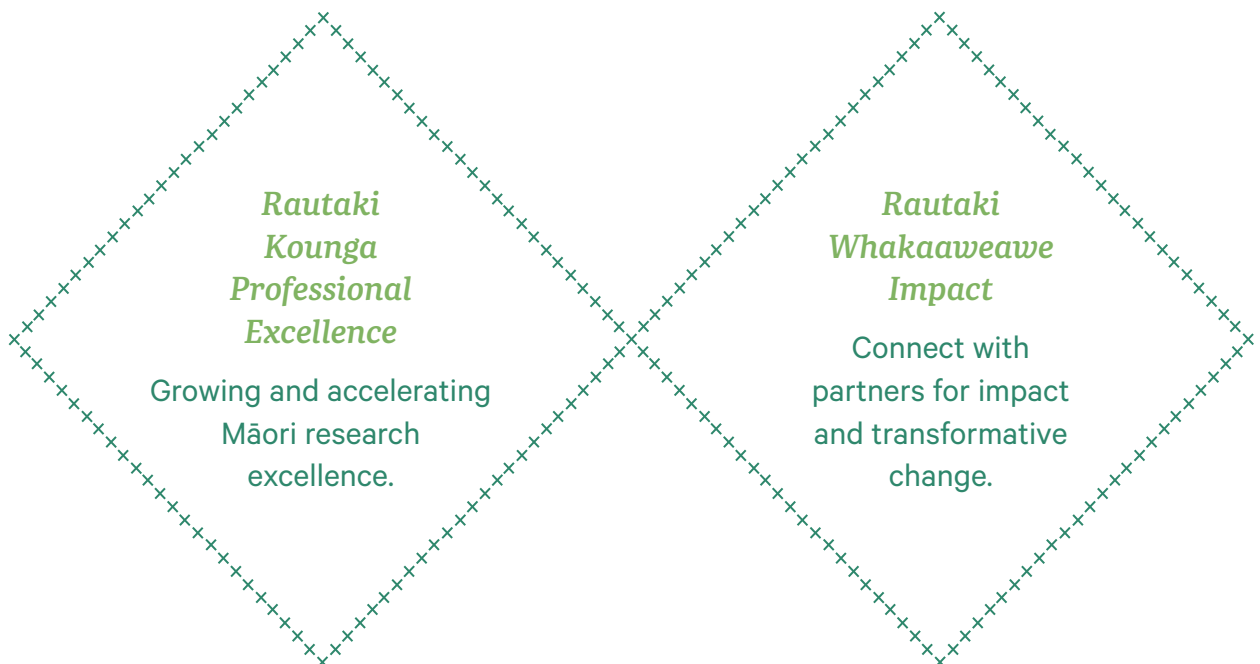 Rautaki
Kounga
Professional
Excellence
Growing and accelerating
Māori research
excellence.
Rautaki
Whakaaweawe
Impact
Connect with
partners for impact
and transformative
change.